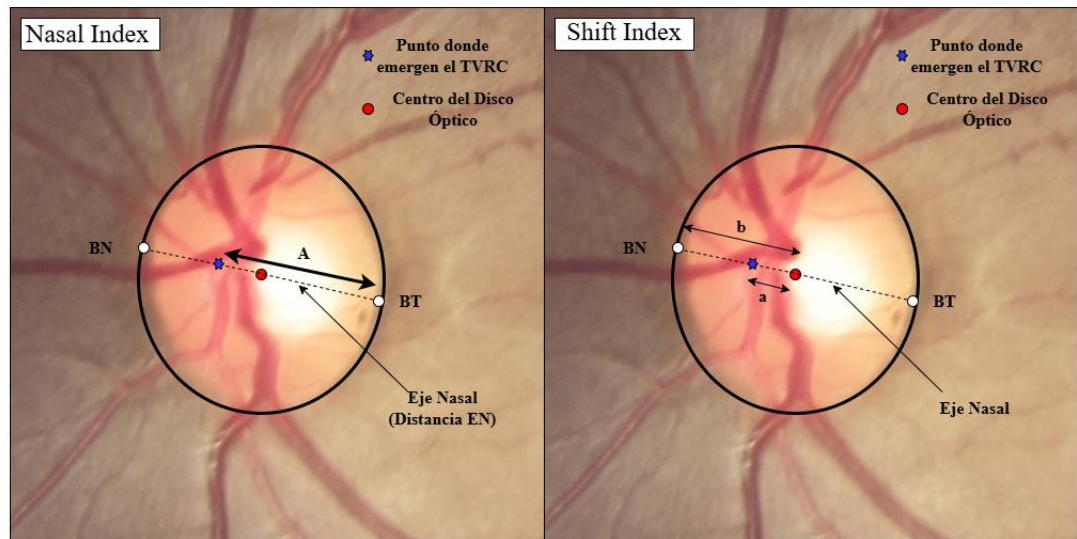 Nasal Index
Punto donde
emergen el TVRC
Centro del Disco
Óptico
BN
A
BT
Eje Nasal
(Distancia EN)
Shift Index
Punto donde
emergen el TVRC
Centro del Disco
Óptico
b
BN
a
BT
Eje Nasal